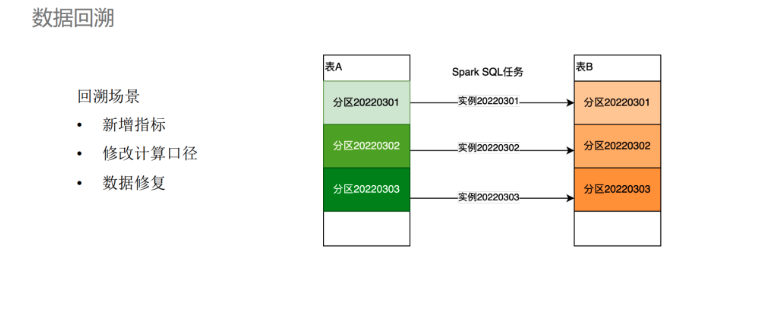 数据回溯
回溯场景
• 新增指标
• 修改计算口径
• 数据修复
表A
Spark SQL任务
表B
分区20220301
实例20220301
分区20220301
分区20220302
实例20220302
分区20220302
分区20220303
实例20220303
分区20220303